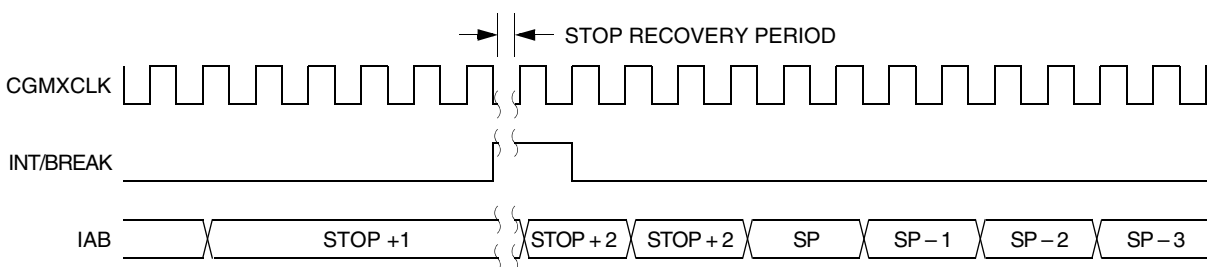 STOP RECOVERY PERIOD
CGMXCLK
INT/BREAK
IAB
STOP +1
STOP + 2
STOP + 2
SP
SP – 1
SP – 2
SP – 3